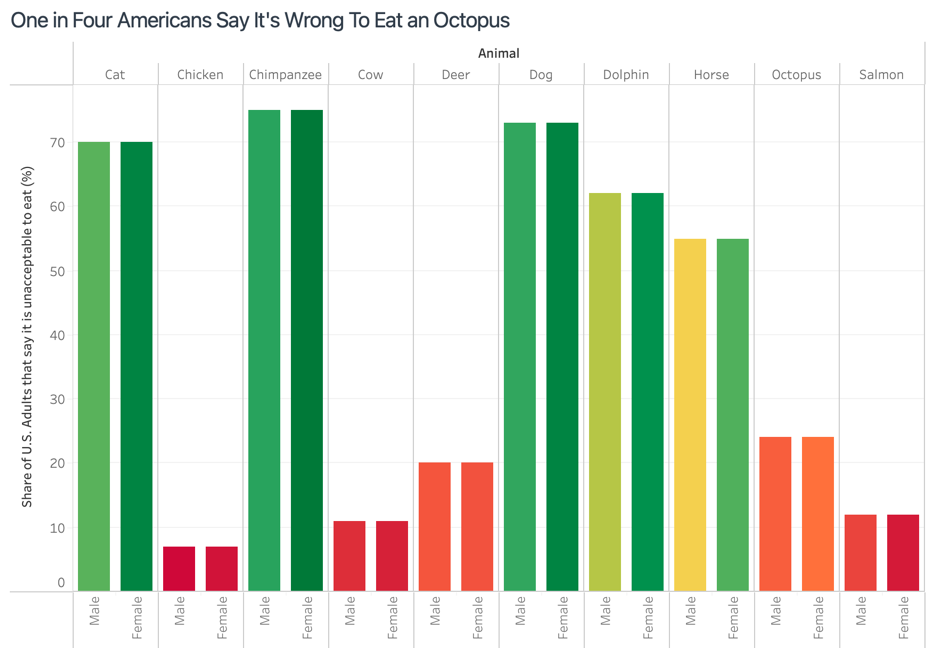 One in Four Americans Say It's Wrong To Eat an Octopus
Animal
Cat Chicken Chimpanzee Cow Deer Dog Dolphin Horse Octopus Salmon
Share of U.S. Adults that say it is unacceptable to eat (%)
70
60
50
40
30
20
10
0
Male Female Male Female Male Female Male Female Male Female Male Female Male Female Male Female Male Female Male Female